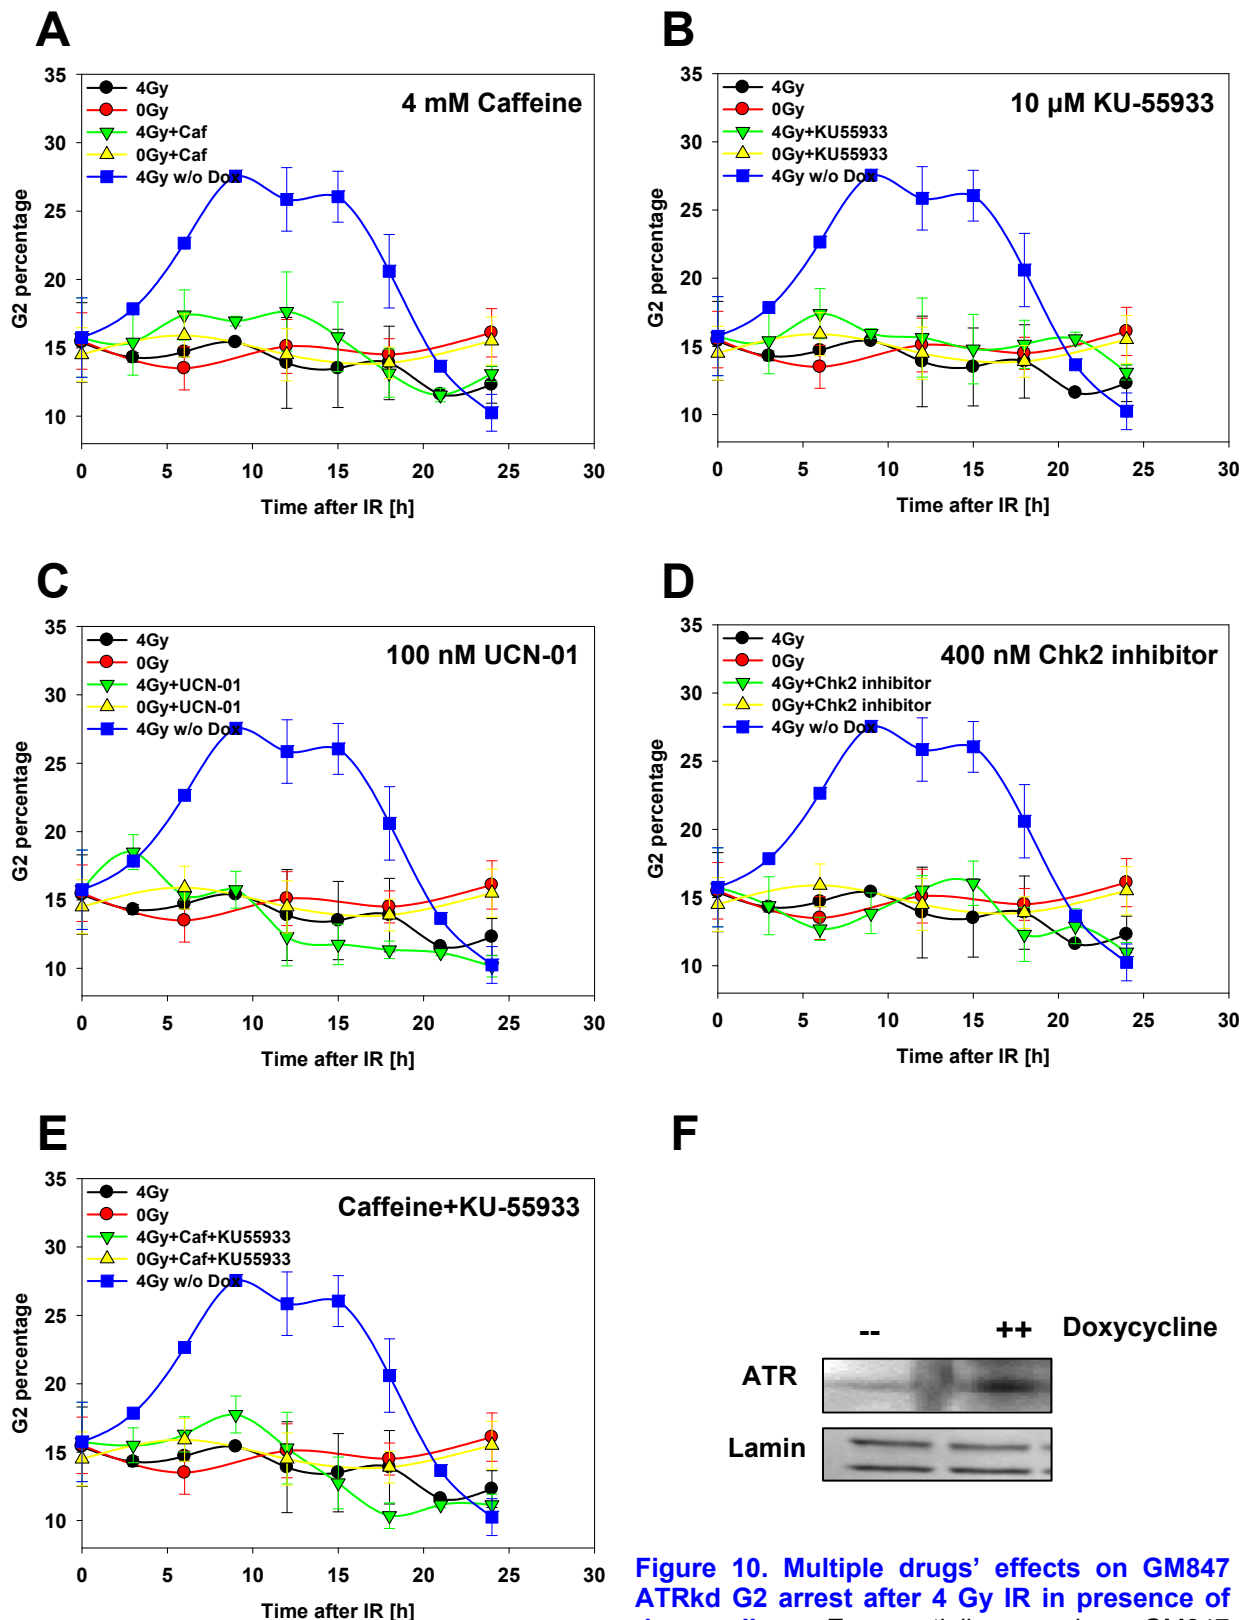 A
35
30
25
20
15
10
0
5
10
15
20
25
30
G2 percentage
Time after IR [h]
4Gy
0Gy
4Gy+Caf
0Gy+Caf
4Gy w/o Dox
4 mM Caffeine
B
35
30
25
20
15
10
0
5
10
15
20
25
30
G2 percentage
Time after IR [h]
4Gy
0Gy
4Gy+KU55933
0Gy+KU55933
4Gy w/o Dox
10 µM KU-55933
C
35
30
25
20
15
10
0
5
10
15
20
25
30
G2 percentage
Time after IR [h]
4Gy
0Gy
4Gy+UCN-01
0Gy+UCN-01
4Gy w/o Dox
100 nM UCN-01
D
35
30
25
20
15
10
0
5
10
15
20
25
30
G2 percentage
Time after IR [h]
4Gy
0Gy
4Gy+Chk2 inhibitor
0Gy+Chk2 inhibitor
4Gy w/o Dox
400 nM Chk2 inhibitor
E
35
30
25
20
15
10
0
5
10
15
20
25
30
G2 percentage
Time after IR [h]
4Gy
0Gy
4Gy+Caf+KU55933
0Gy+Caf+KU55933
4Gy w/o Dox
Caffeine+KU-55933
F
-- ++ Doxycycline
ATR
Lamin
Figure 10. Multiple drugs' effects on GM847
ATRkd G2 arrest after 4 Gy IR in presence of